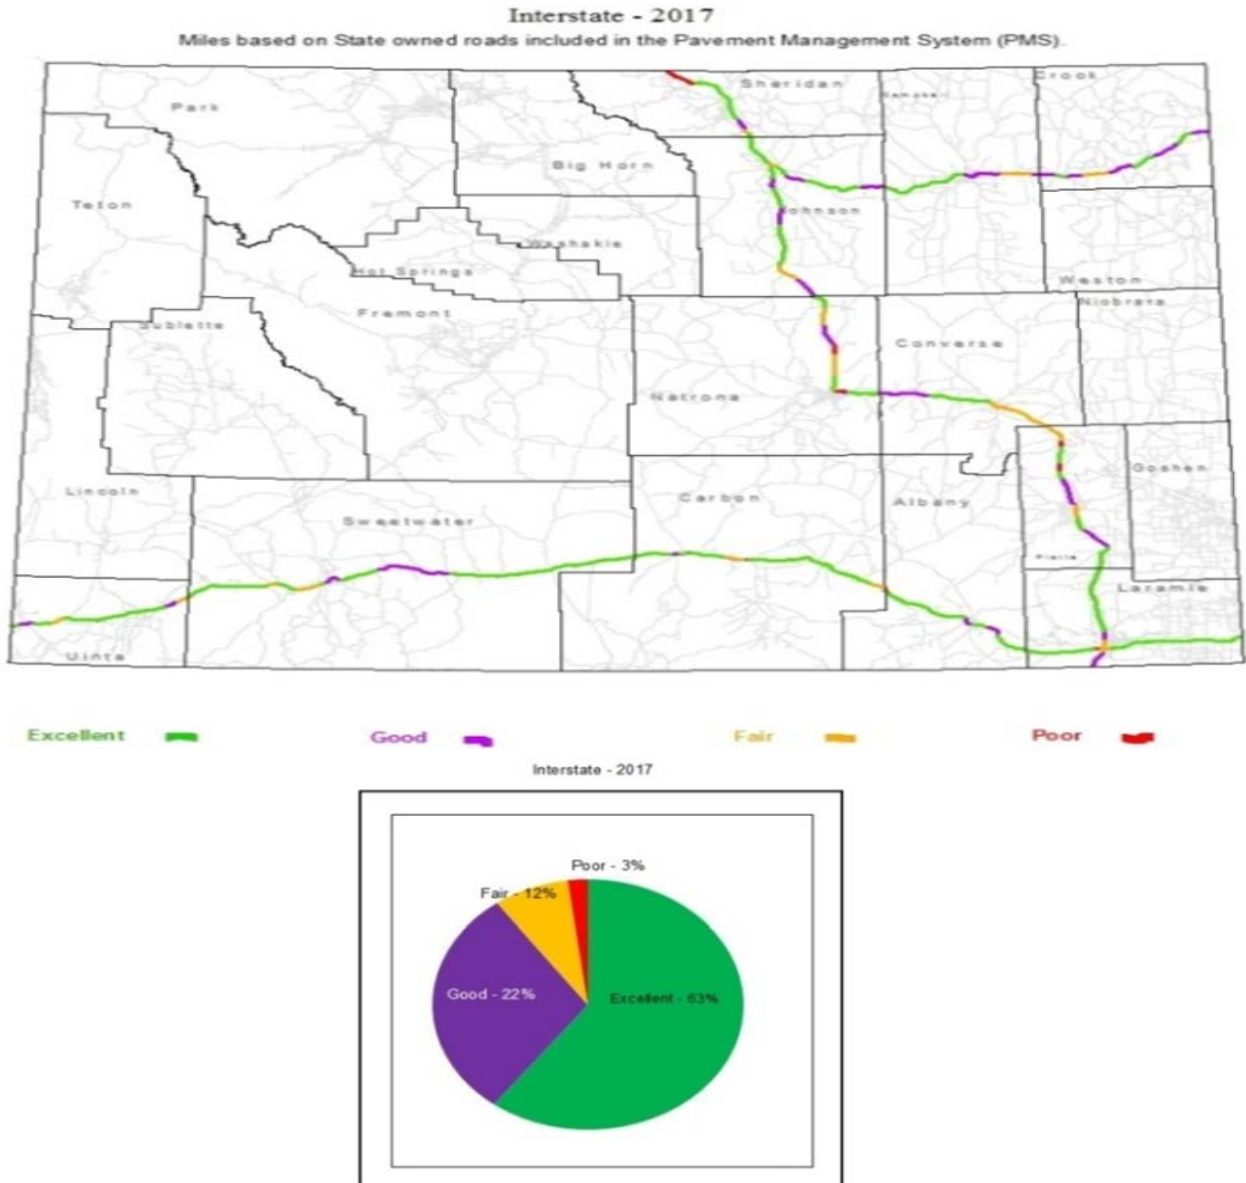 Interstate - 2017
Miles based on State owned roads included in the Pavement Management System (PMS).
Crook
Sheridan
Park
Big Horn
Teton
Johnson
Washakie
Hot Springs
Weston
Niobrara
Fremont
Sublette
Converse
Natrona
Goshen
Lincoln
Carbon
Albany
Sweetwater
Platte
Laramie
Uinta
Excellent
Good
Fair
Poor
Interstate - 2017
Poor - 3%
Fair - 12%
Good - 22%
Excellent - 63%